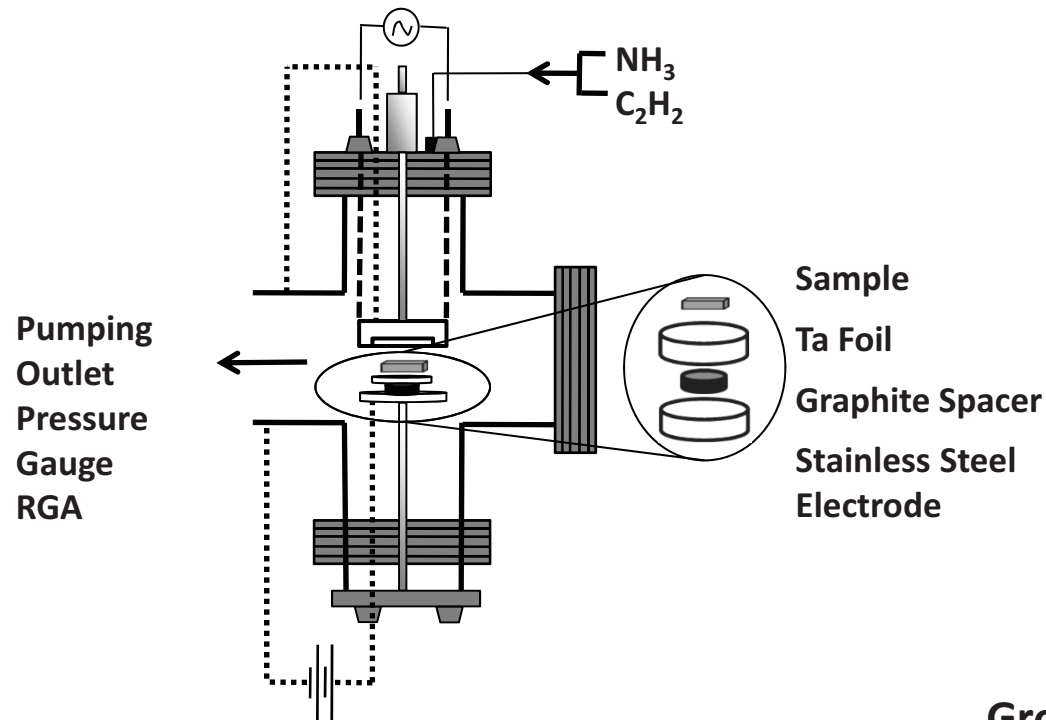 NH₃
C₂H₂
Pumping
Outlet
Pressure
Gauge
RGA
Sample
Ta Foil
Graphite Spacer
Stainless Steel
Electrode